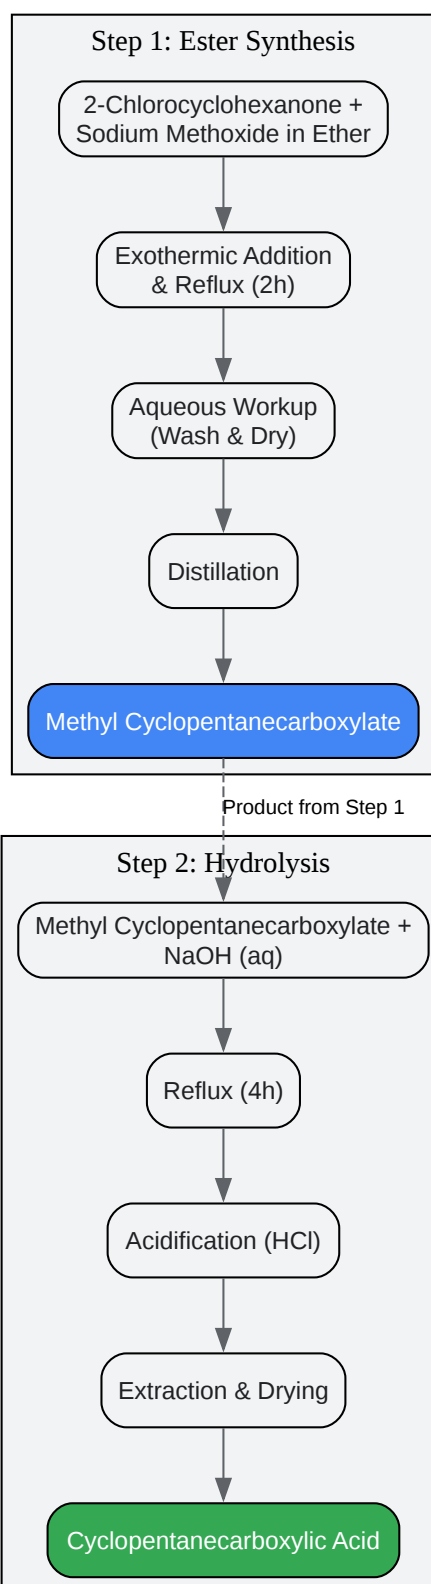 Step 1: Ester Synthesis
2-Chlorocyclohexanone +
Sodium Methoxide in Ether
Exothermic Addition
& Reflux (2h)
Aqueous Workup
(Wash & Dry)
Distillation
Methyl Cyclopentanecarboxylate
Product from Step 1
Step 2: Hydrolysis
Methyl Cyclopentanecarboxylate +
NaOH (aq)
Reflux (4h)
Acidification (HCl)
Extraction & Drying
Cyclopentanecarboxylic Acid